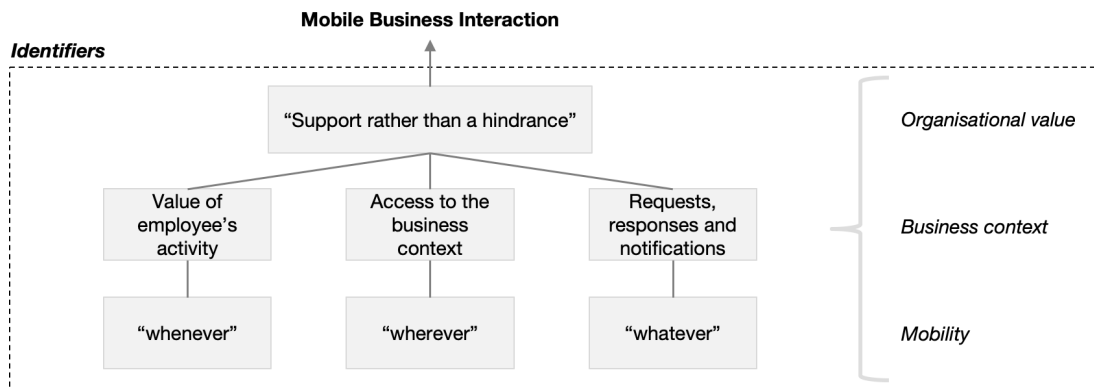 Mobile Business Interaction
Identifiers
“Support rather than a hindrance”
Organisational value
Value of
employee’s
activity
Access to the
business
context
Requests,
responses and
notifications
Business context
“whenever”
“wherever”
“whatever”
Mobility